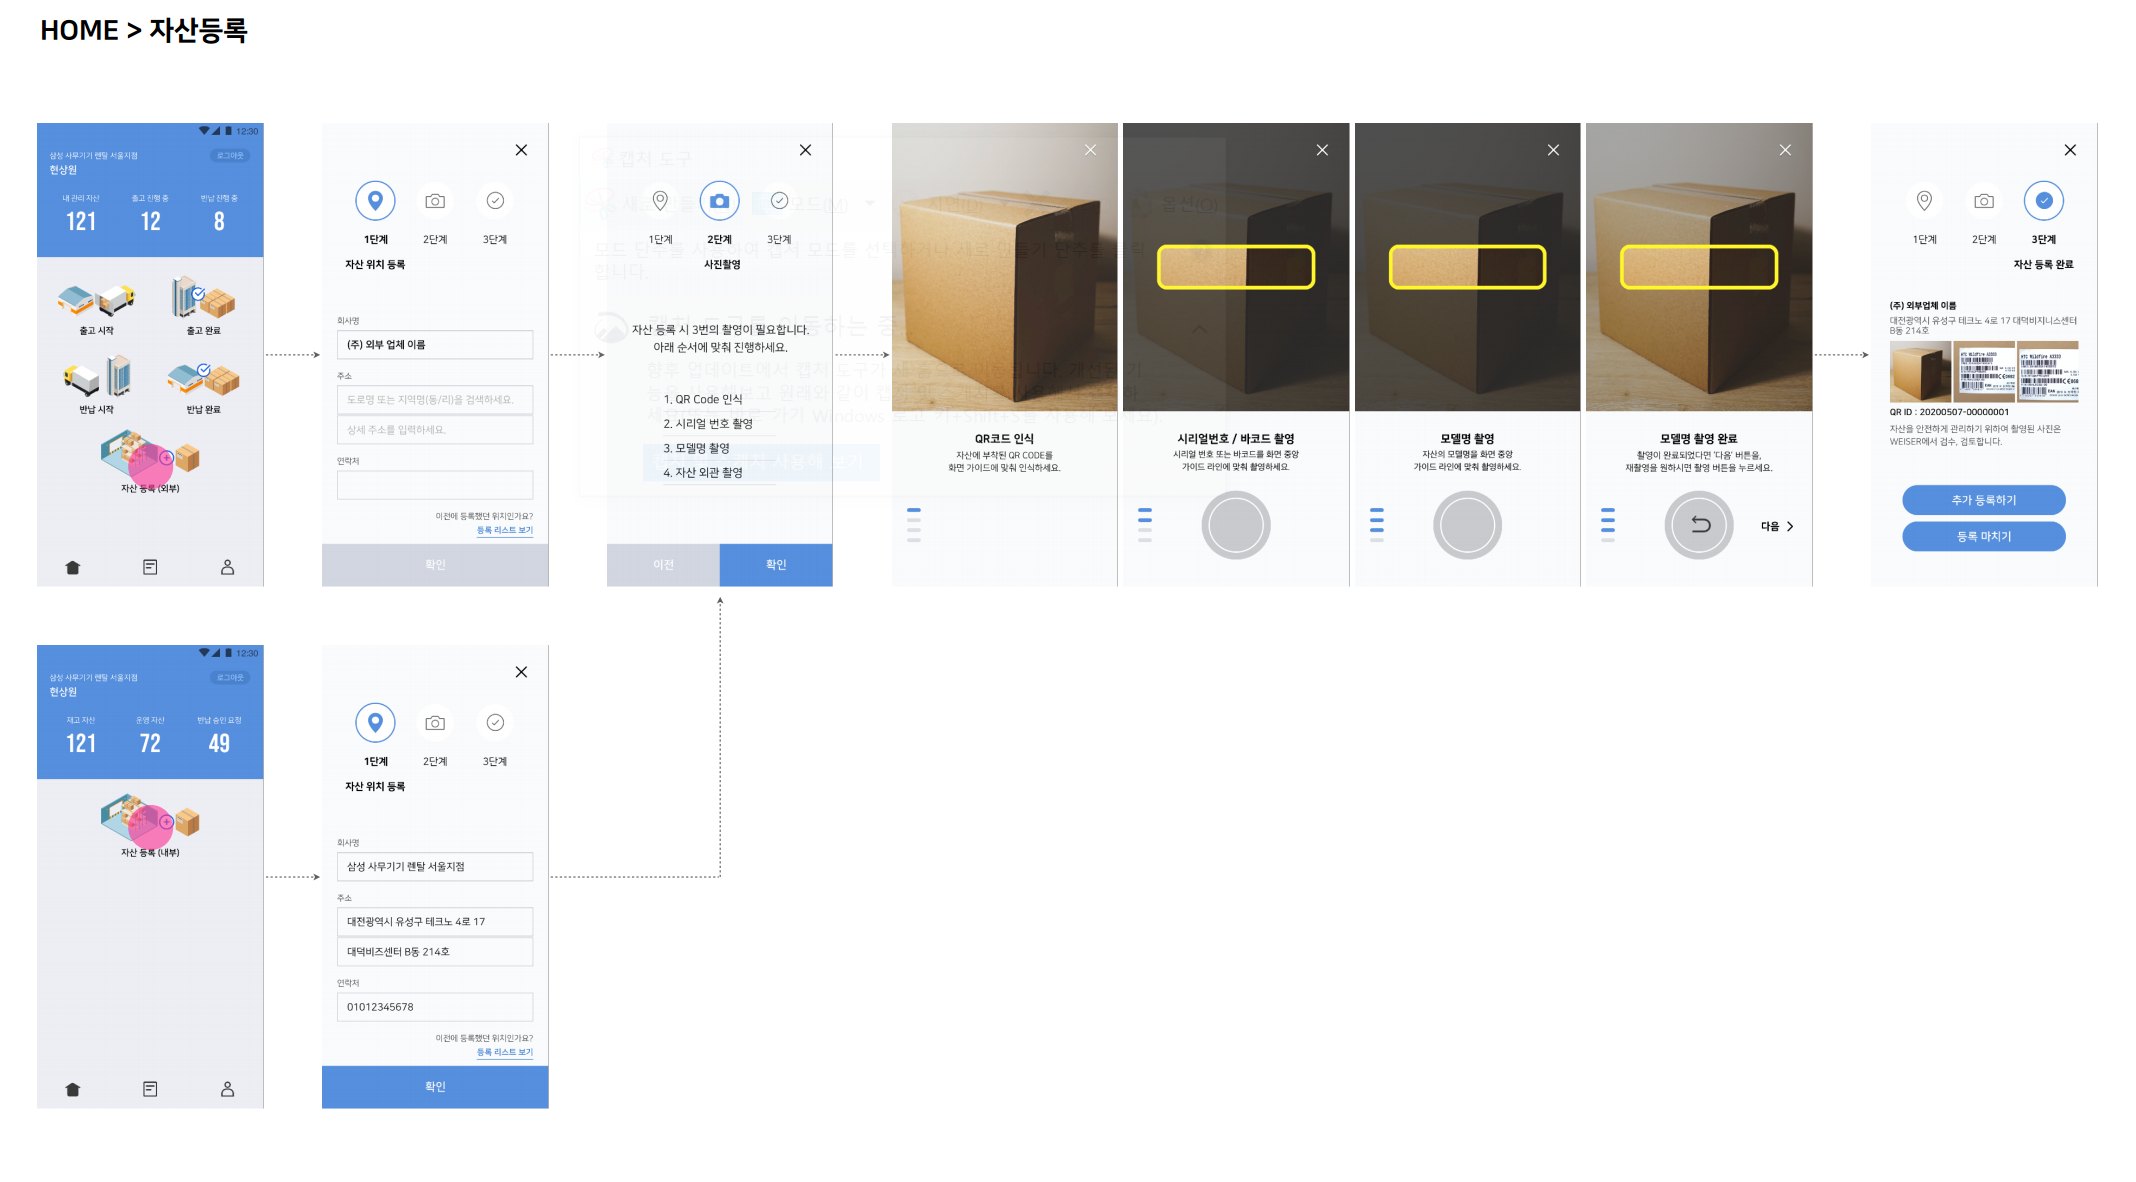 HOME > 자산등록
12:30
삼성 사무기기 렌탈 서울지점
로그아웃
현상원
내 관리 자산
출고 진행 중
반납 진행 중
121
12
8
출고 시작
출고 완료
반납 시작
반납 완료
자산 등록 (외부)
1단계
2단계
3단계
자산 위치 등록
회사명
(주) 외부 업체 이름
주소
도로명 또는 지역명(동/리)을 검색하세요.
상세 주소를 입력하세요.
연락처
이전에 등록했던 위치인가요?
등록 리스트 보기
확인
1단계
2단계
3단계
사진촬영
자산 등록 시 3번의 촬영이 필요합니다.
아래 순서에 맞춰 진행하세요.
1. QR Code 인식
2. 시리얼 번호 촬영
3. 모델명 촬영
4. 자산 외관 촬영
이전
확인
캡처 도구
모드(M)
옵션(O)
QR코드 인식
자산에 부착된 QR CODE를
화면 가이드에 맞춰 인식하세요.
시리얼번호 / 바코드 촬영
시리얼 번호 또는 바코드를 화면 중앙
가이드 라인에 맞춰 촬영하세요.
모델명 촬영
자산의 모델명을 화면 중앙
가이드 라인에 맞춰 촬영하세요.
모델명 촬영 완료
촬영이 완료되었다면 '다음' 버튼을,
재촬영을 원하시면 촬영 버튼을 누르세요.
다음
1단계
2단계
3단계
자산 등록 완료
(주) 외부업체 이름
대전광역시 유성구 테크노 4로 17 대덕비지니스센터
B동 214호
QR ID : 20200507-00000001
자산을 안전하게 관리하기 위하여 촬영된 사진은
WEISER에서 검수, 검토합니다.
추가 등록하기
등록 마치기
12:30
삼성 사무기기 렌탈 서울지점
로그아웃
현상원
재고 자산
운영 자산
반납 승인 요청
121
72
49
자산 등록 (내부)
1단계
2단계
3단계
자산 위치 등록
회사명
삼성 사무기기 렌탈 서울지점
주소
대전광역시 유성구 테크노 4로 17
대덕비즈센터 B동 214호
연락처
01012345678
이전에 등록했던 위치인가요?
등록 리스트 보기
확인